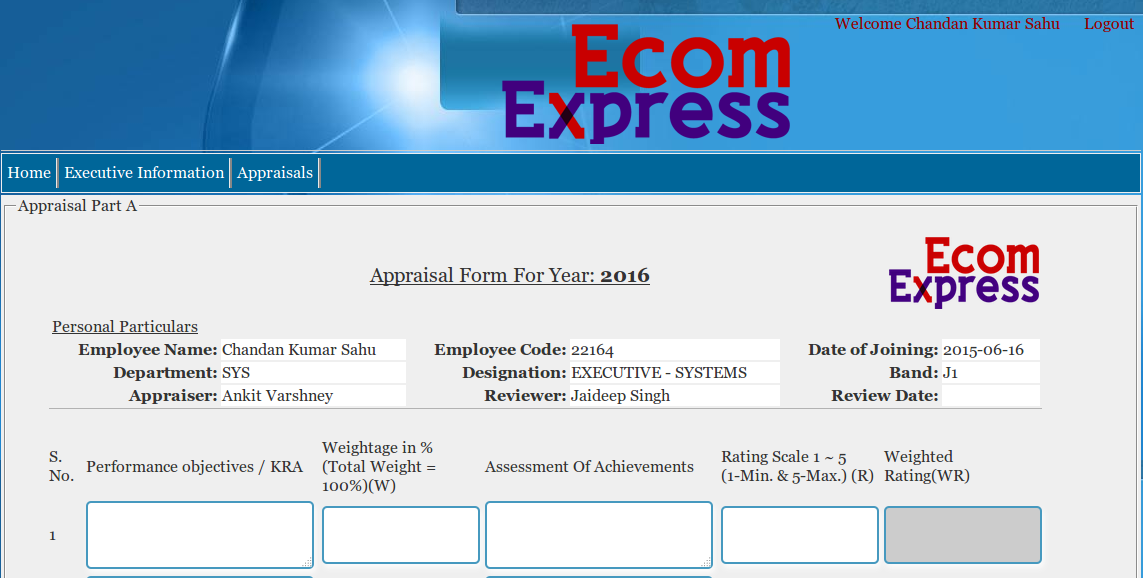 Welcome Chandan Kumar Sahu Logout
Ecom
Express
Home Executive Information Appraisals
Appraisal Part A
Ecom
Express
Appraisal Form For Year: 2016
Personal Particulars
Employee Name: Chandan Kumar Sahu Employee Code: 22164 Date of Joining: 2015-06-16
Department: SYS Designation: EXECUTIVE - SYSTEMS Band: J1
Appraiser: Ankit Varshney Reviewer: Jaideep Singh Review Date:
S. No.
Performance objectives / KRA
Weightage in %
(Total Weight =
100%)(W)
Assessment Of Achievements
Rating Scale 1 ~ 5
(1-Min. & 5-Max.) (R)
Weighted
Rating(WR)
1